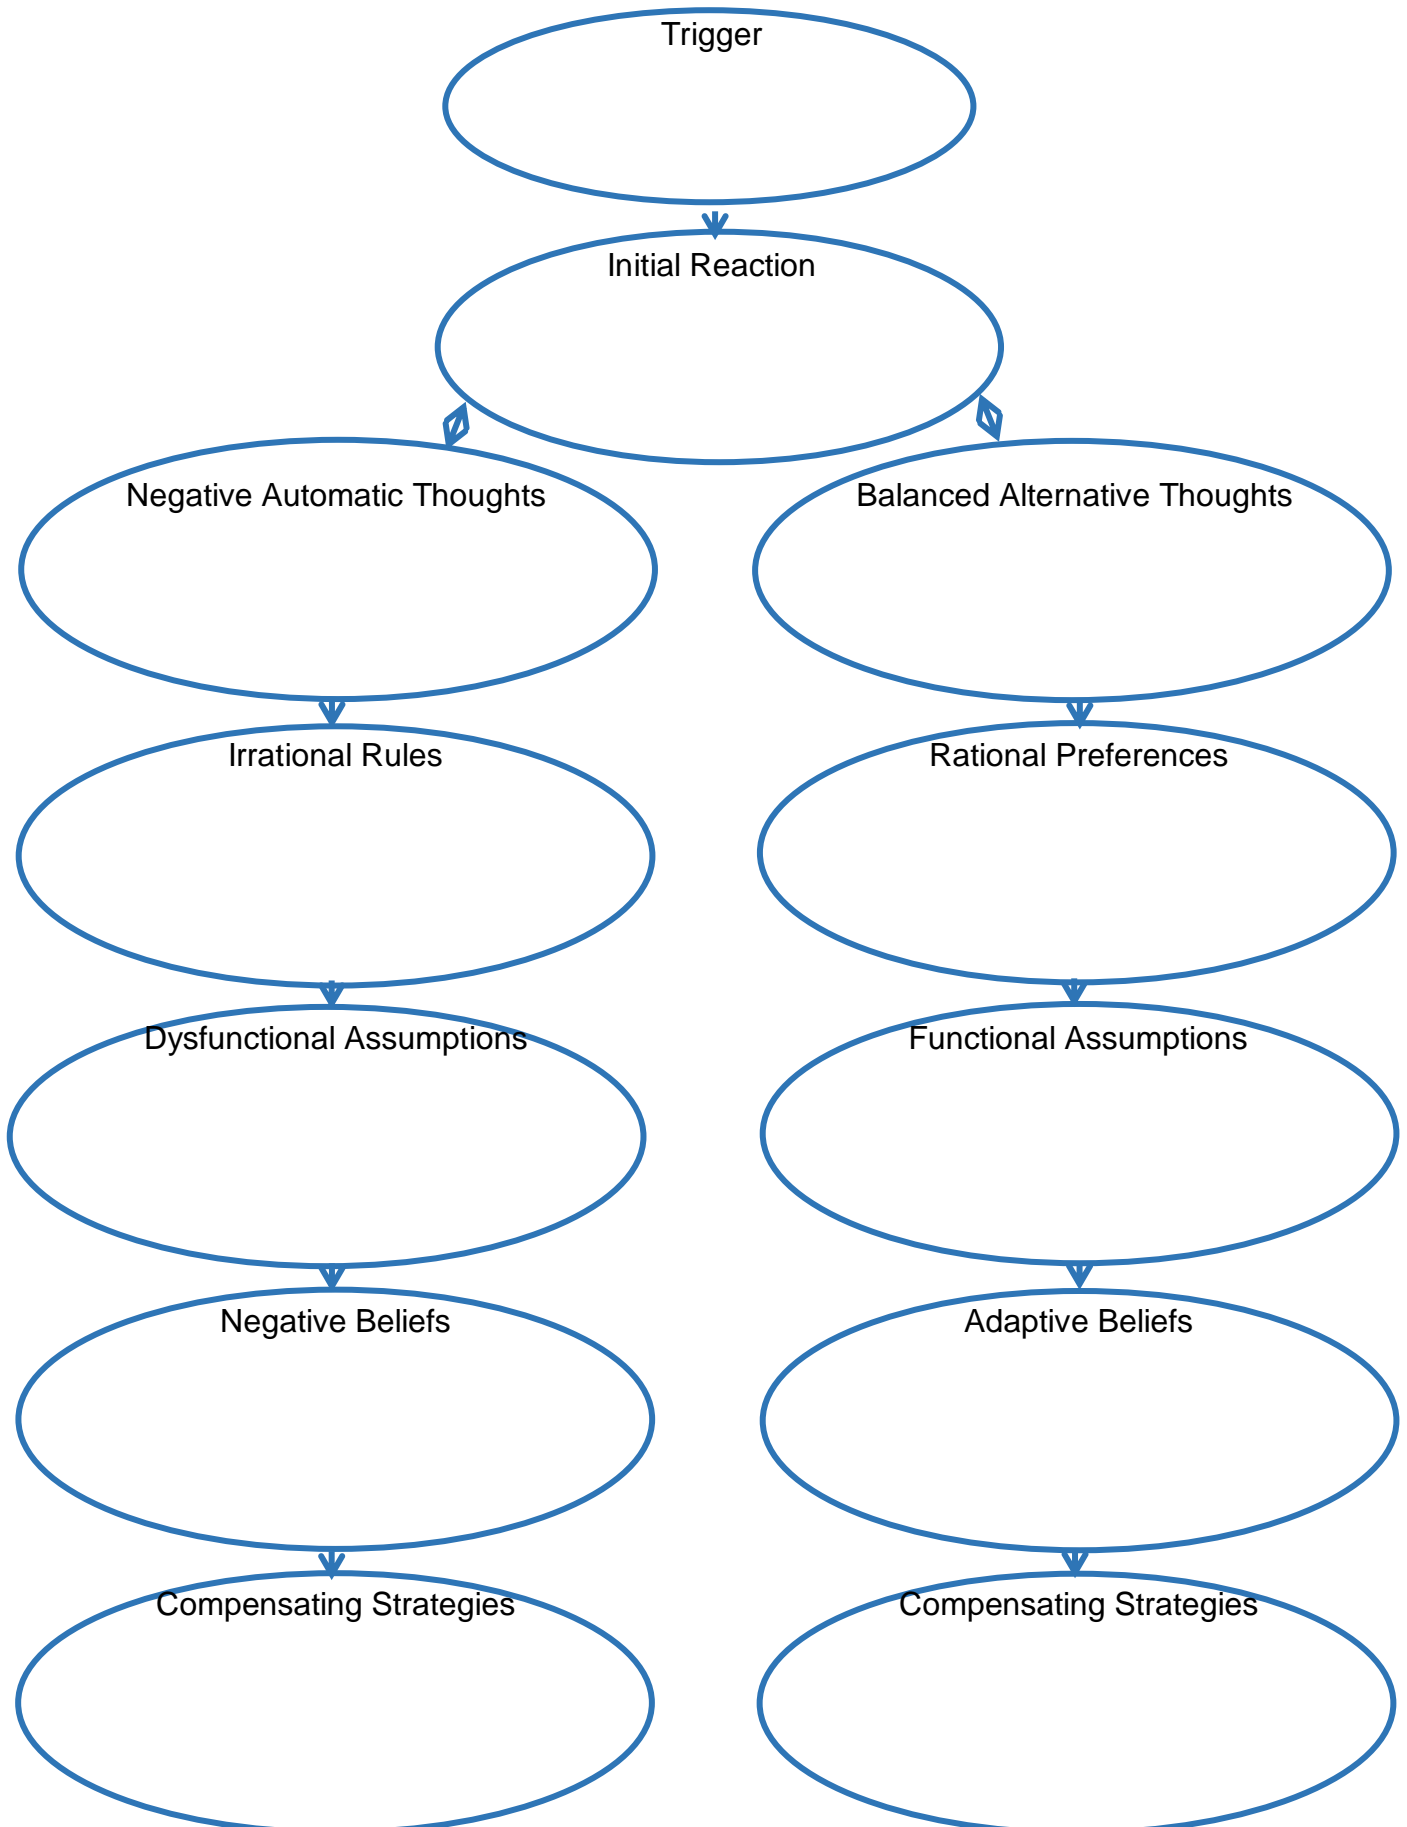 Trigger
Initial Reaction
Negative Automatic Thoughts
Balanced Alternative Thoughts
Irrational Rules
Rational Preferences
Dysfunctional Assumptions
Functional Assumptions
Negative Beliefs
Adaptive Beliefs
Compensating Strategies
Compensating Strategies